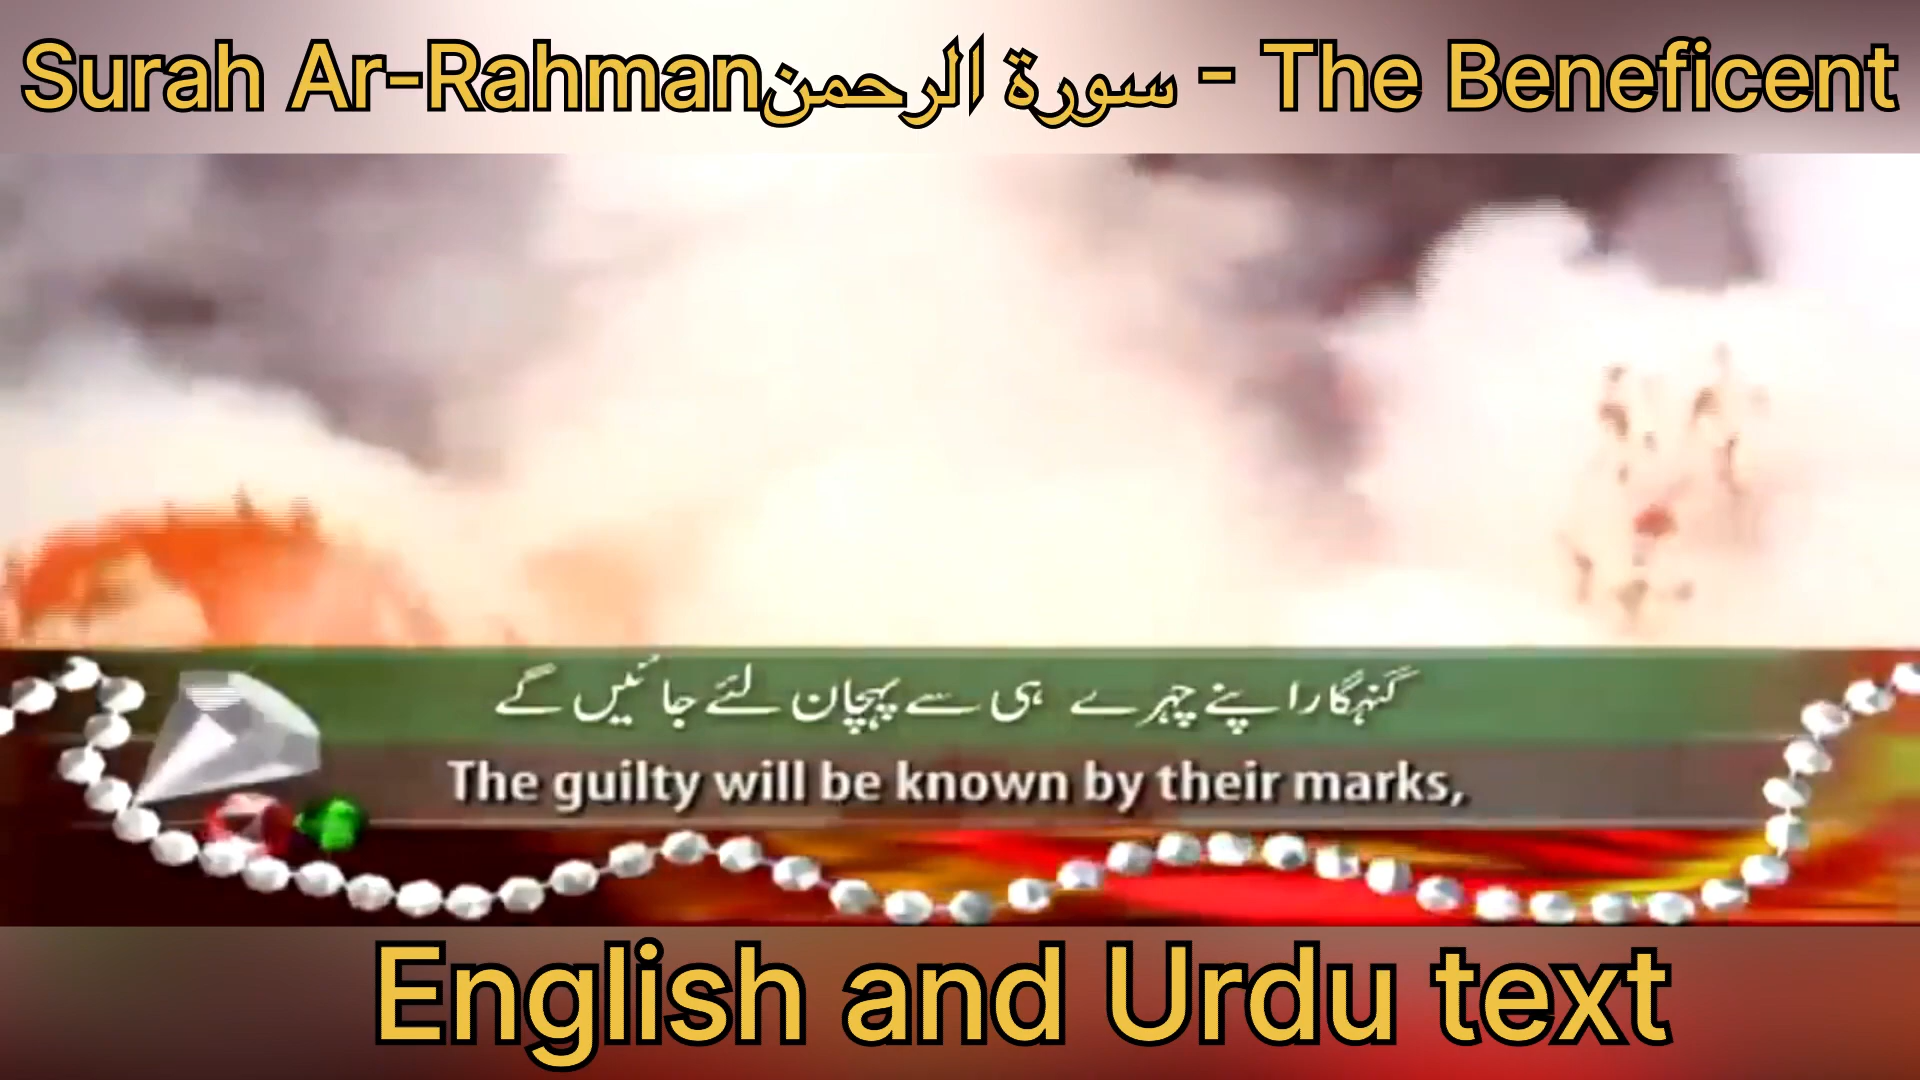 Surah Ar-Rahmanسورة الرحمن - The Beneficent
گنہگار اپنے چہرے ہی سے پہچان لئے جائیں گے
The guilty will be known by their marks,
English and Urdu text